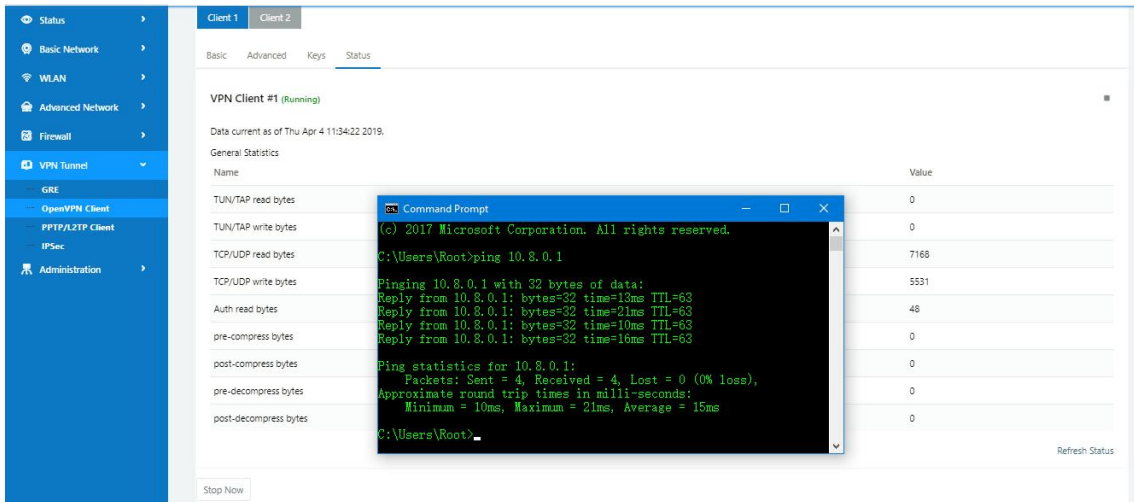 Status
Basic Network
WLAN
Advanced Network
Firewall
VPN Tunnel
GRE
OpenVPN Client
PPTP/L2TP Client
IPSec
Administration
Client 1 Client 2
Basic Advanced Keys Status
VPN Client #1 (Running)
Data current as of Thu Apr 4 11:34:22 2019.
General Statistics
Name Value
TUN/TAP read bytes 0
TUN/TAP write bytes 0
TCP/UDP read bytes 7168
TCP/UDP write bytes 5531
Auth read bytes 48
pre-compress bytes 0
post-compress bytes 0
pre-decompress bytes 0
post-decompress bytes 0
Refresh Status
Stop Now
Command Prompt
(c) 2017 Microsoft Corporation. All rights reserved.
C:\Users\Root>ping 10.8.0.1
Pinging 10.8.0.1 with 32 bytes of data:
Reply from 10.8.0.1: bytes=32 time=13ms TTL=63
Reply from 10.8.0.1: bytes=32 time=21ms TTL=63
Reply from 10.8.0.1: bytes=32 time=10ms TTL=63
Reply from 10.8.0.1: bytes=32 time=16ms TTL=63
Ping statistics for 10.8.0.1:
Packets: Sent = 4, Received = 4, Lost = 0 (0% loss),
Approximate round trip times in milli-seconds:
Minimum = 10ms, Maximum = 21ms, Average = 15ms
C:\Users\Root>